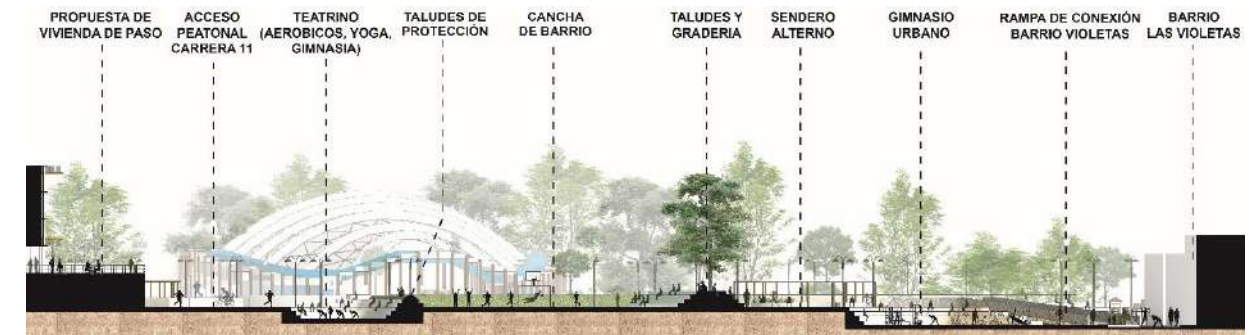 PROPUESTA DE
VIVIENDA DE PASO
ACCESO
PEATONAL
CARRERA 11
TEATRINO
(AEROBICOS, YOGA,
GIMNASIA)
TALUDES DE
PROTECCIÓN
CANCHA
DE BARRIO
TALUDES Y
GRADERIA
SENDERO
ALTERNO
GIMNASIO
URBANO
RAMPA DE CONEXIÓN
BARRIO VIOLETAS
BARRIO
LAS VIOLETAS